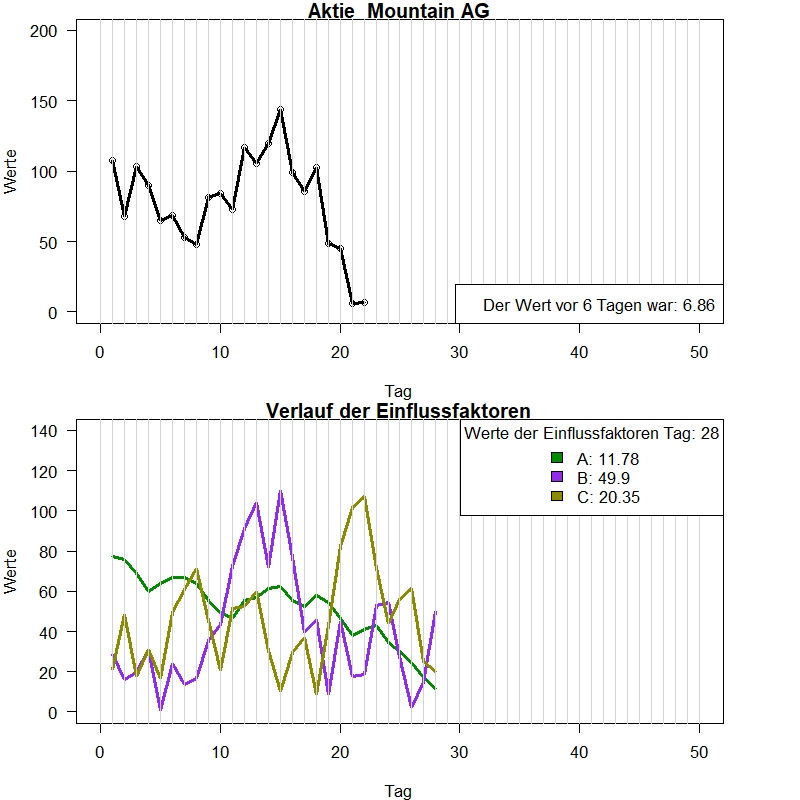 Aktie  Mountain AG
200
150
100
50
0
Werte
Der Wert vor 6 Tagen war: 6.86
0 10 20 30 40 50
Tag
Verlauf der Einflussfaktoren
140
120
100
80
60
40
20
0
Werte
Werte der Einflussfaktoren Tag: 28
A: 11.78
B: 49.9
C: 20.35
0 10 20 30 40 50
Tag